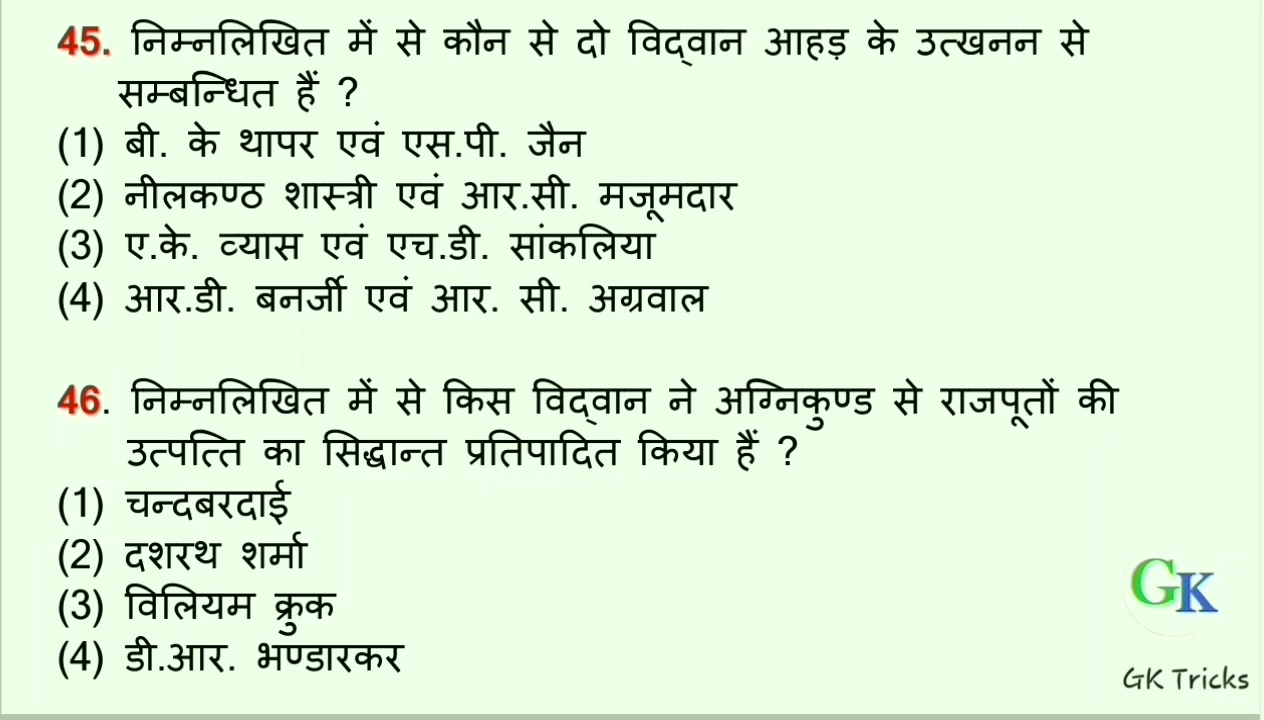 45. निम्नलिखित में से कौन से दो विद्वान आहड़ के उत्खनन से
सम्बन्धित हैं ?
(1) बी. के थापर एवं एस.पी. जैन
(2) नीलकण्ठ शास्त्री एवं आर.सी. मजूमदार
(3) ए.के. व्यास एवं एच.डी. सांकलिया
(4) आर.डी. बनर्जी एवं आर. सी. अग्रवाल
46. निम्नलिखित में से किस विद्वान ने अग्निकुण्ड से राजपूतों की
उत्पत्ति का सिद्धान्त प्रतिपादित किया हैं ?
(1) चन्दबरदाई
(2) दशरथ शर्मा
(3) विलियम क्रुक
(4) डी.आर. भण्डारकर
GK
GK Tricks